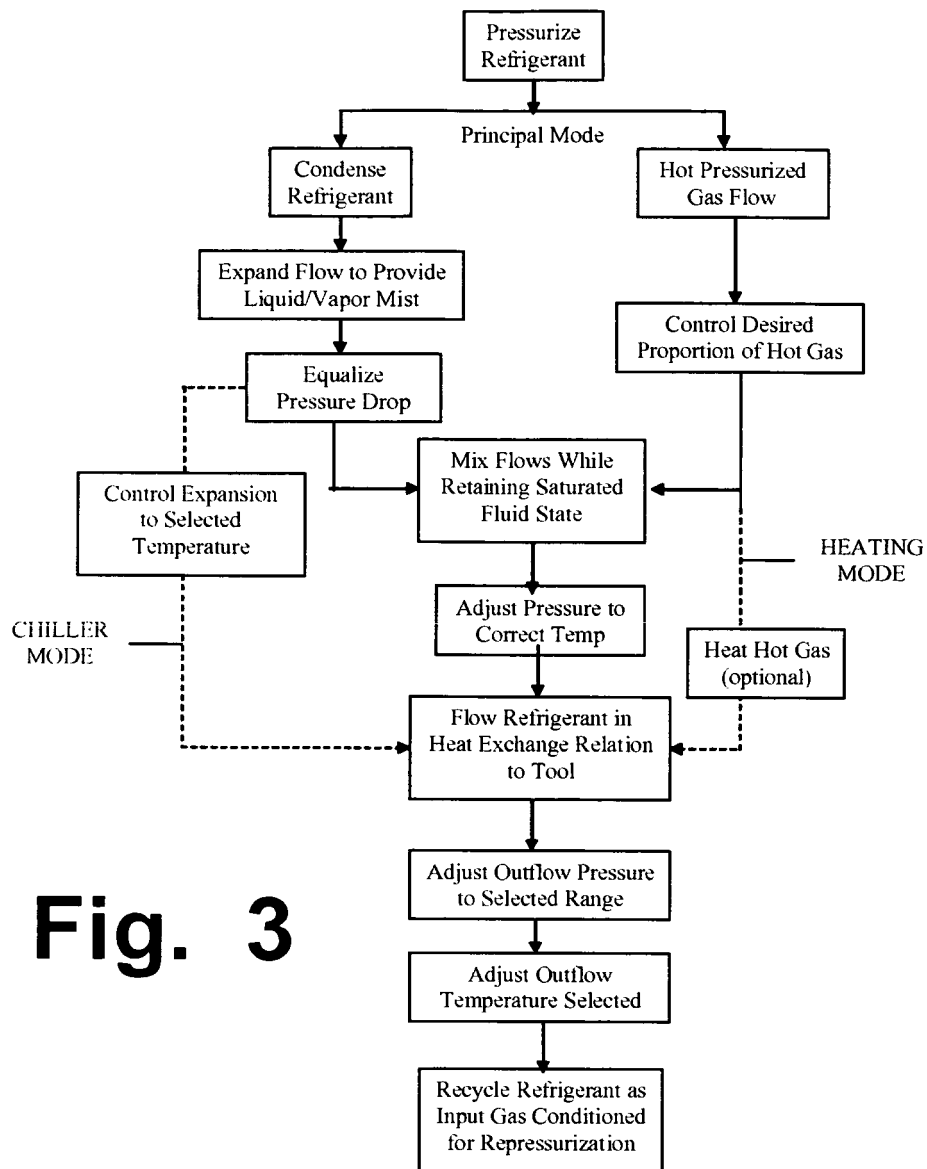 Pressurize
Refrigerant
Principal Mode
Condense
Refrigerant
Hot Pressurized
Gas Flow
Expand Flow to Provide
Liquid/Vapor Mist
Control Desired
Proportion of Hot Gas
Equalize
Pressure Drop
Mix Flows While
Retaining Saturated
Fluid State
Control Expansion
to Selected
Temperature
HEATING
MODE
Adjust Pressure to
Correct Temp
CHILLER
MODE
Heat Hot Gas
(optional)
Flow Refrigerant in
Heat Exchange Relation
to Tool
Adjust Outflow Pressure
to Selected Range
Fig. 3
Adjust Outflow
Temperature Selected
Recycle Refrigerant as
Input Gas Conditioned
for Repressurization